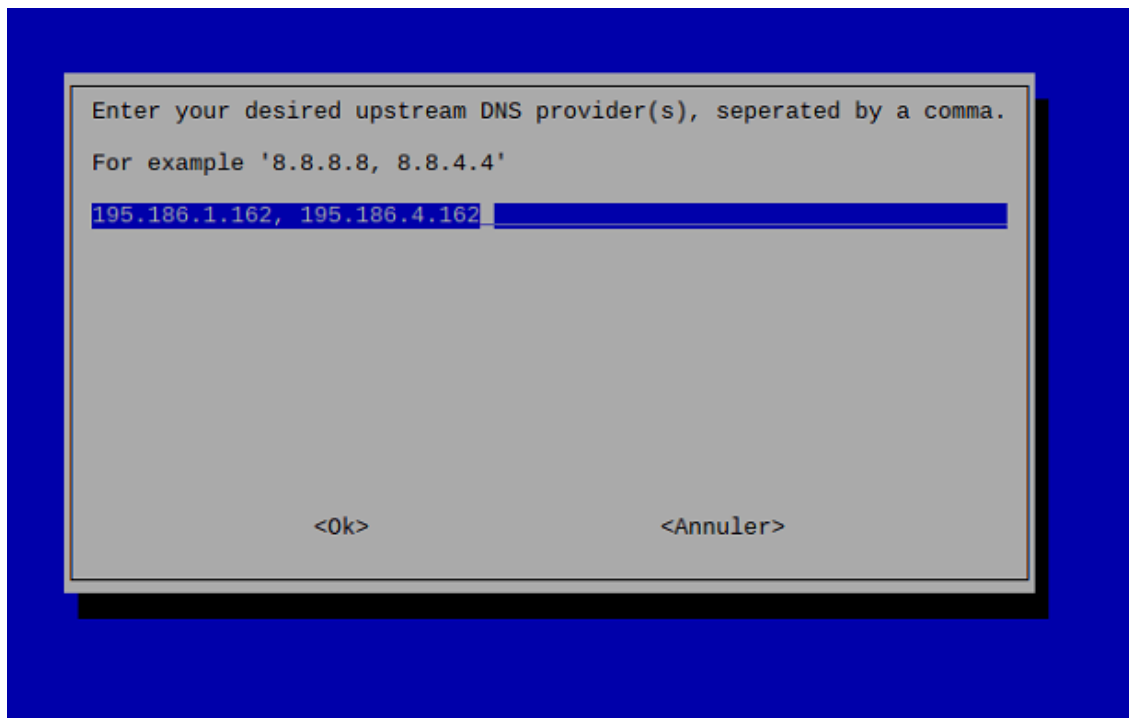 Enter your desired upstream DNS provider(s), seperated by a comma.
For example '8.8.8.8, 8.8.4.4'
195.186.1.162, 195.186.4.162
<Ok> <Annuler>